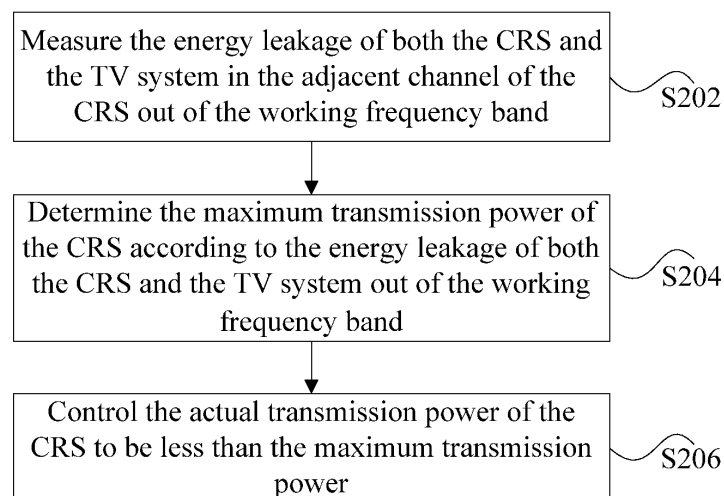 Measure the energy leakage of both the CRS and
the TV system in the adjacent channel of the
CRS out of the working frequency band
S202
Determine the maximum transmission power of
the CRS according to the energy leakage of both
the CRS and the TV system out of the working
frequency band
S204
Control the actual transmission power of the
CRS to be less than the maximum transmission
power
S206